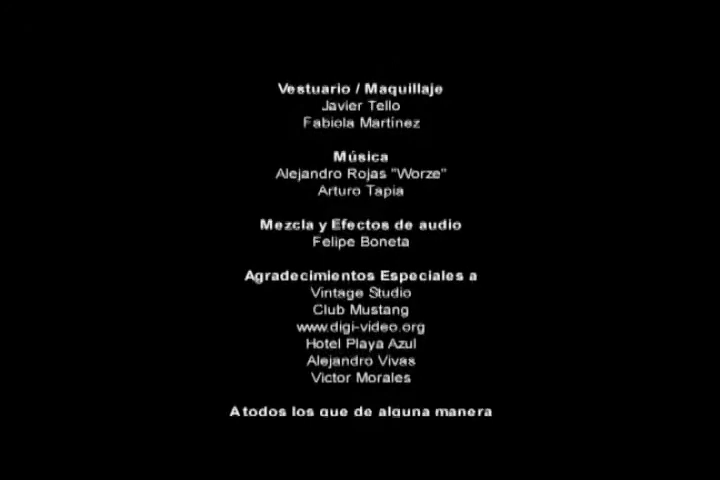 Vestuario / Maquillaje
Javier Tello
Fabiola Martínez
Música
Alejandro Rojas "Worze"
Arturo Tapia
Mezcla y Efectos de audio
Felipe Boneta
Agradecimientos Especiales a
Vintage Studio
Club Mustang
www.digi-video.org
Hotel Playa Azul
Alejandro Vivas
Victor Morales
A todos los que de alguna manera